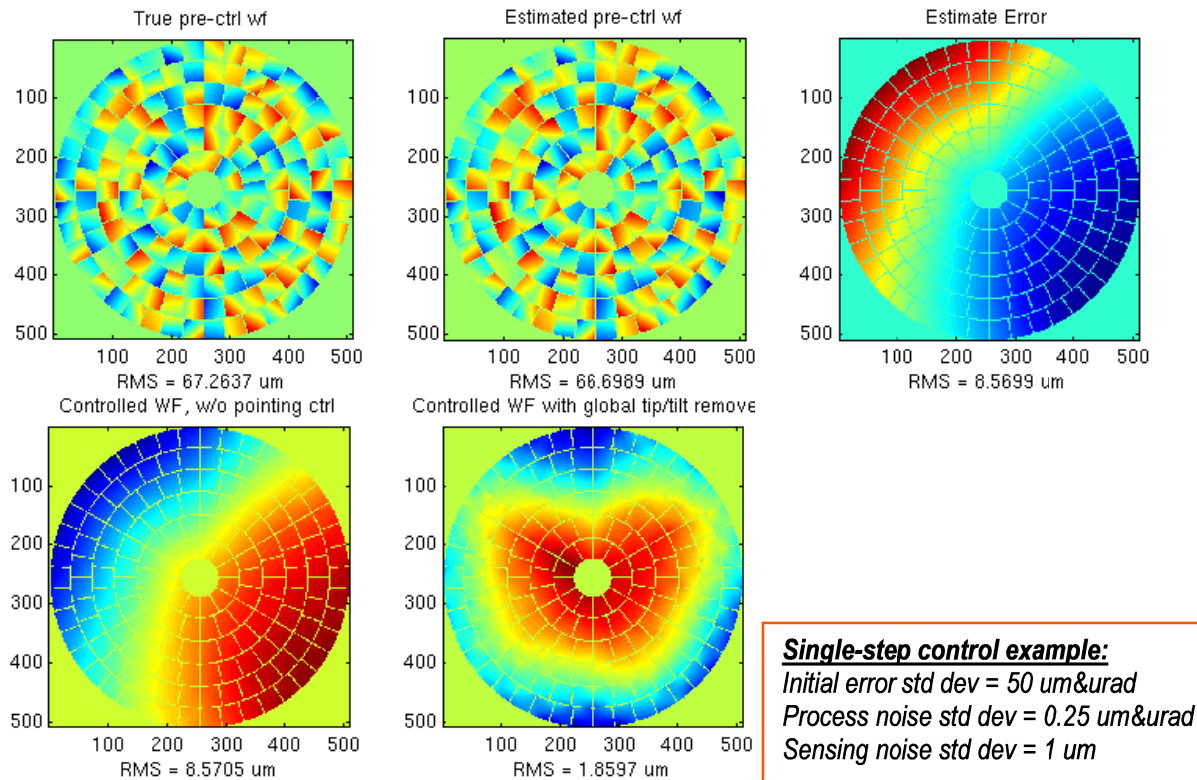 True pre-ctrl wf
100
200
300
400
500
100 200 300 400 500
RMS = 67.2637 um
Estimated pre-ctrl wf
100
200
300
400
500
100 200 300 400 500
RMS = 66.6989 um
Estimate Error
100
200
300
400
500
100 200 300 400 500
RMS = 8.5699 um
Controlled WF, w/o pointing ctrl
100
200
300
400
500
100 200 300 400 500
RMS = 8.5705 um
Controlled WF with global tip/tilt remove
100
200
300
400
500
100 200 300 400 500
RMS = 1.8597 um
Single-step control example:
Initial error std dev = 50 um&urad
Process noise std dev = 0.25 um&urad
Sensing noise std dev = 1 um